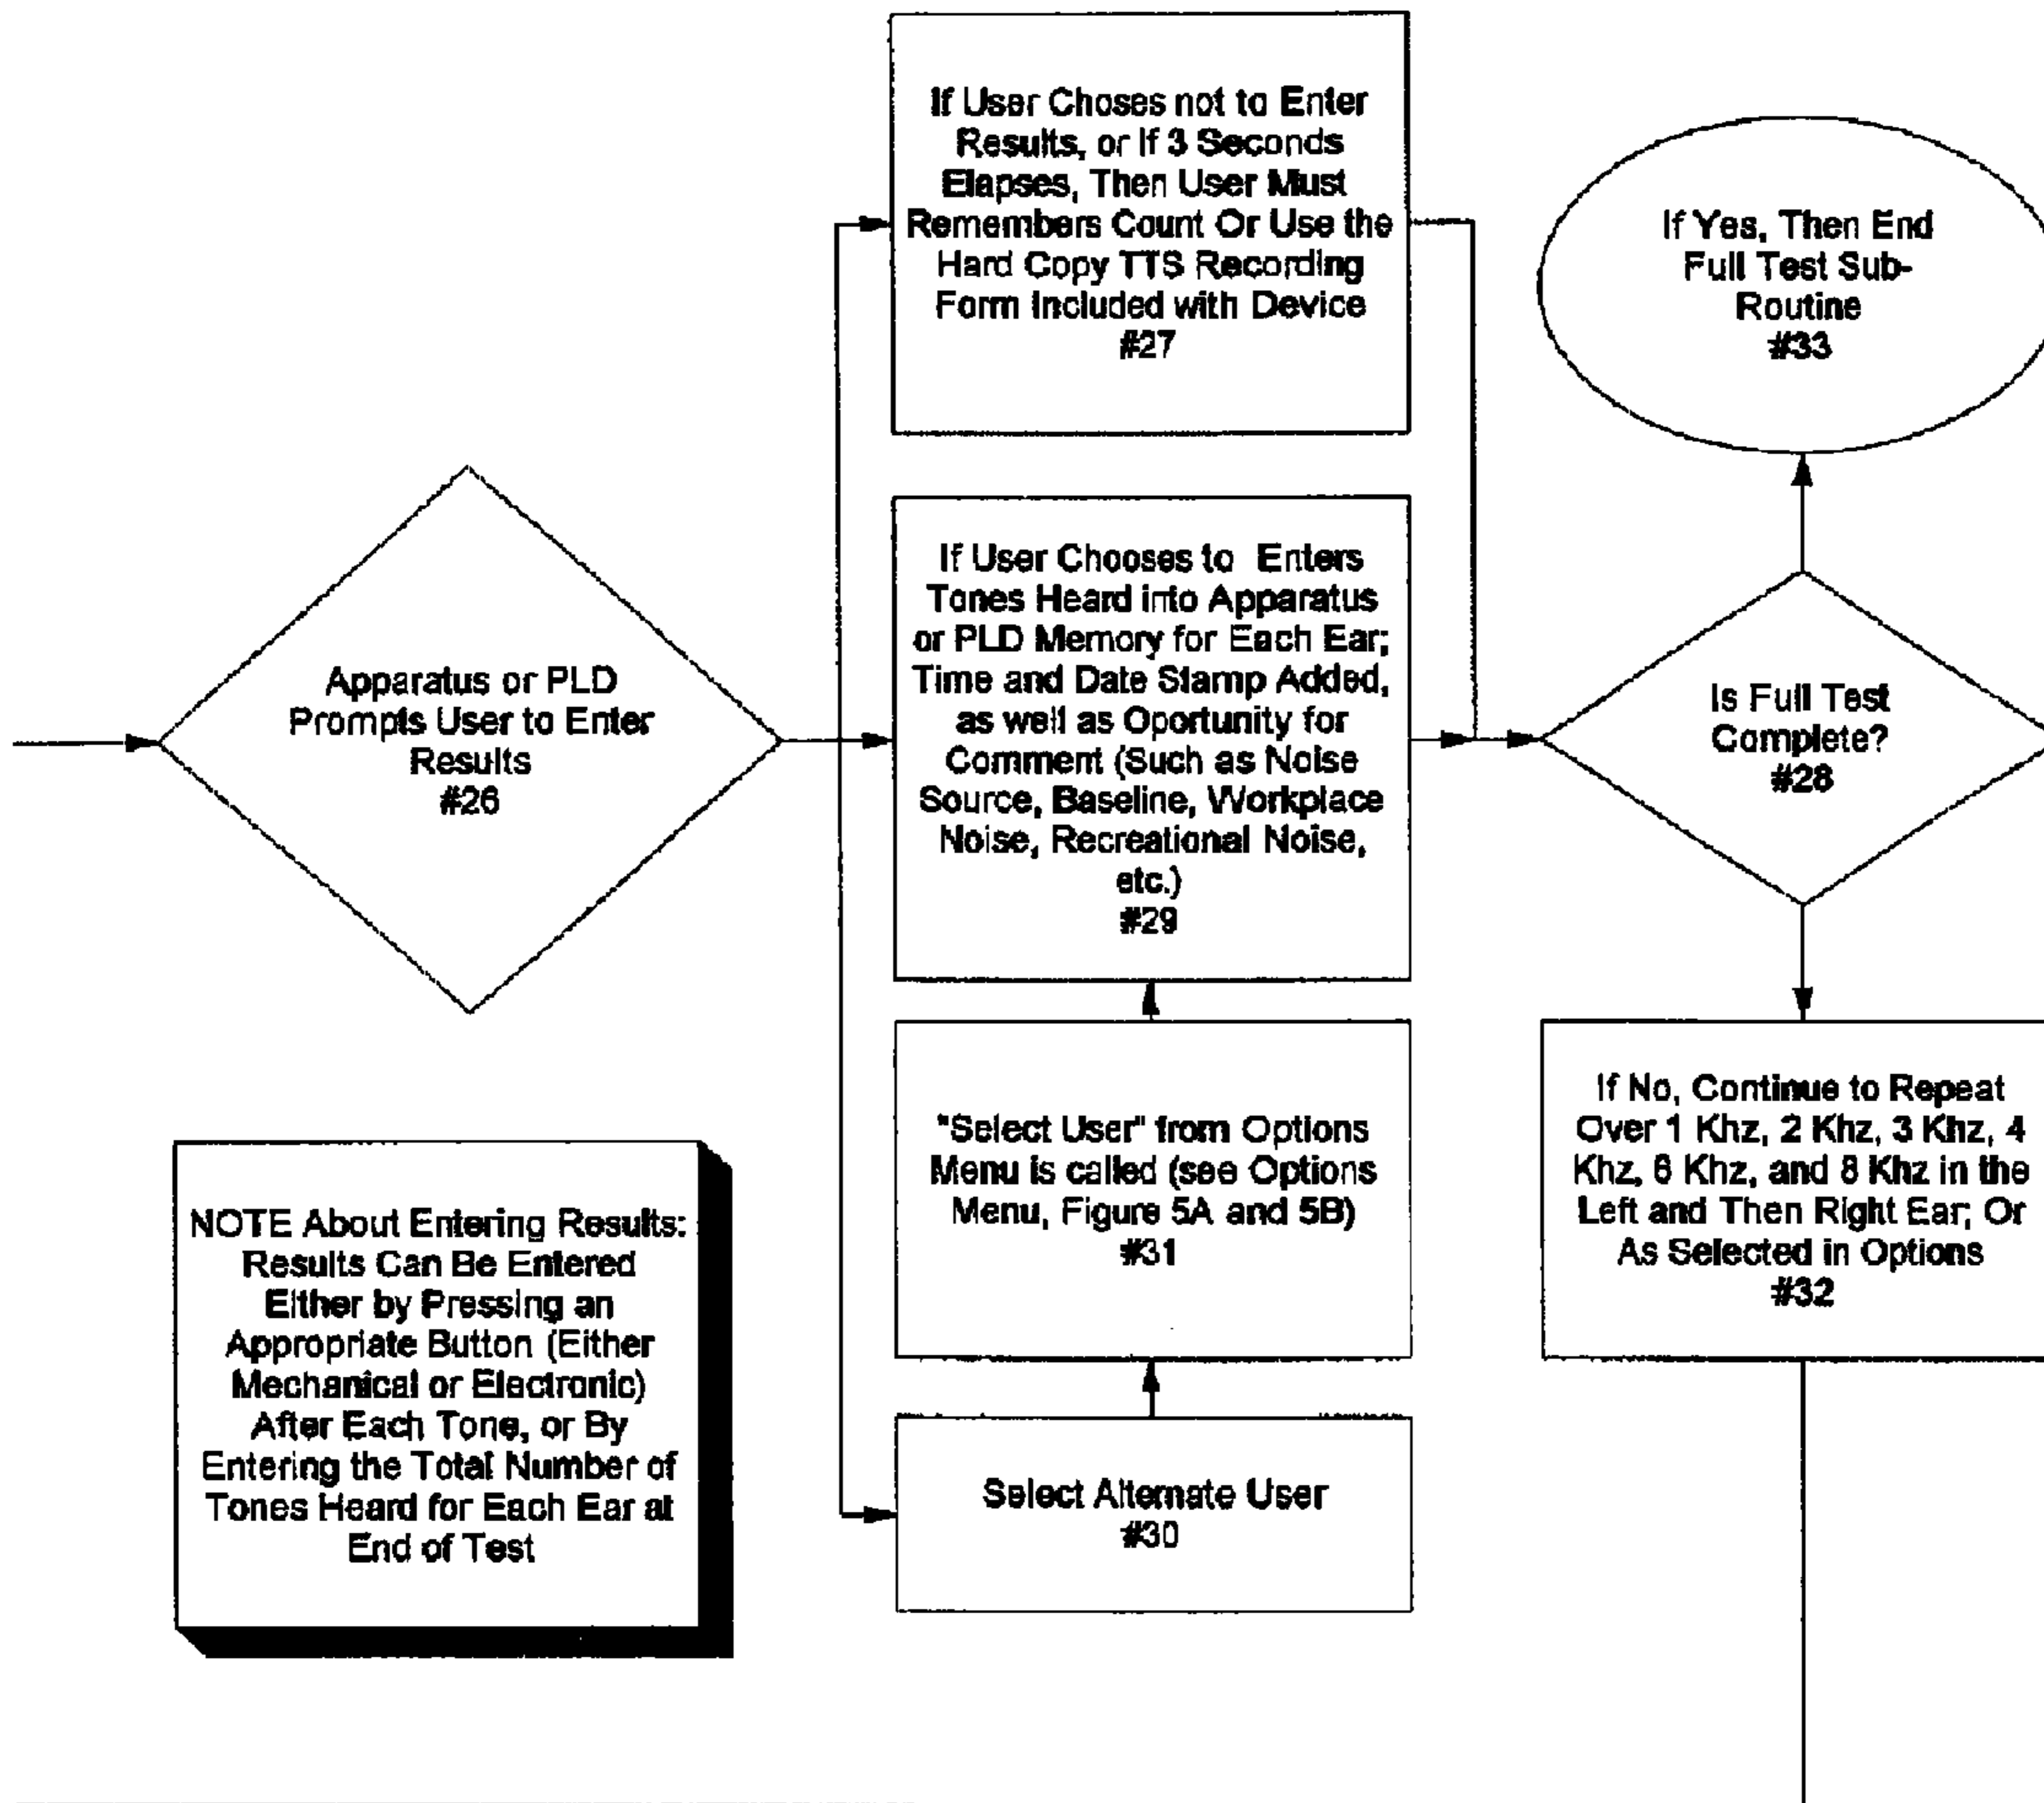 If User Choses not to Enter
Results, or if 3 Seconds
Elapses, Then User Must
Remembers Count Or Use the
Hard Copy TTS Recording
Form Included with Device
#27
If Yes, Then End
Full Test Sub-
Routine
#33
Apparatus or PLD
Prompts User to Enter
Results
#26
If User Chooses to Enters
Tones Heard into Apparatus
or PLD Memory for Each Ear;
Time and Date Stamp Added,
as well as Oportunity for
Comment (Such as Noise
Source, Baseline, Workplace
Noise, Recreational Noise,
etc.)
#29
Is Full Test
Complete?
#28
"Select User" from Options
Menu is called (see Options
Menu, Figure 5A and 5B)
#31
If No, Continue to Repeat
Over 1 Khz, 2 Khz, 3 Khz, 4
Khz, 6 Khz, and 8 Khz in the
Left and Then Right Ear; Or
As Selected in Options
#32
NOTE About Entering Results:
Results Can Be Entered
Either by Pressing an
Appropriate Button (Either
Mechanical or Electronic)
After Each Tone, or By
Entering the Total Number of
Tones Heard for Each Ear at
End of Test
Select Alternate User
#30